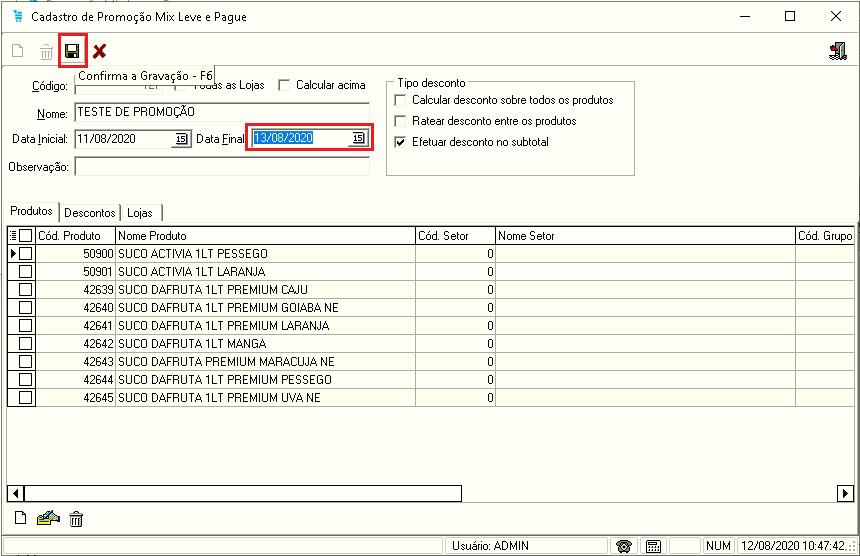 Cadastro de Promoção Mix Leve e Pague
Confirma a Gravação - F6
Código: Todas as Lojas Calcular acima
Nome: TESTE DE PROMOÇÃO
Data Inicial: 11/08/2020 15 Data Final 13/08/2020 15
Observação:
Tipo desconto
Calcular desconto sobre todos os produtos
Ratear desconto entre os produtos
Efetuar desconto no subtotal
Produtos Descontos Lojas
Cód. Produto Nome Produto Cód. Setor Nome Setor Cód. Grupo
50900 SUCO ACTIVIA 1LT PESSEGO 0
50901 SUCO ACTIVIA 1LT LARANJA 0
42639 SUCO DAFRUTA 1LT PREMIUM CAJU 0
42640 SUCO DAFRUTA 1LT PREMIUM GOIABA NE 0
42641 SUCO DAFRUTA 1LT PREMIUM LARANJA 0
42642 SUCO DAFRUTA 1LT MANGA 0
42643 SUCO DAFRUTA PREMIUM MARACUJA NE 0
42644 SUCO DAFRUTA 1LT PREMIUM PESSEGO 0
42645 SUCO DAFRUTA 1LT PREMIUM UVA NE 0
Usuário: ADMIN NUM 12/08/2020 10:47:42